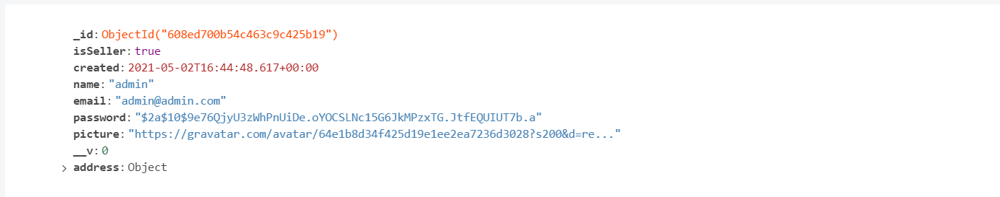 _id: ObjectId("608ed700b54c463c9c425b19")
isSeller: true
created: 2021-05-02T16:44:48.617+00:00
name: "admin"
email: "admin@admin.com"
password: "$2a$10$9e76QjyU3zWhPnUiDe.oYOCSLNc15G6JkMPzxTG.JtfEQUIUT7b.a"
picture: "https://gravatar.com/avatar/64e1b8d34f425d19e1ee2ea7236d3028?s200&d=re..."
__v: 0
> address: Object